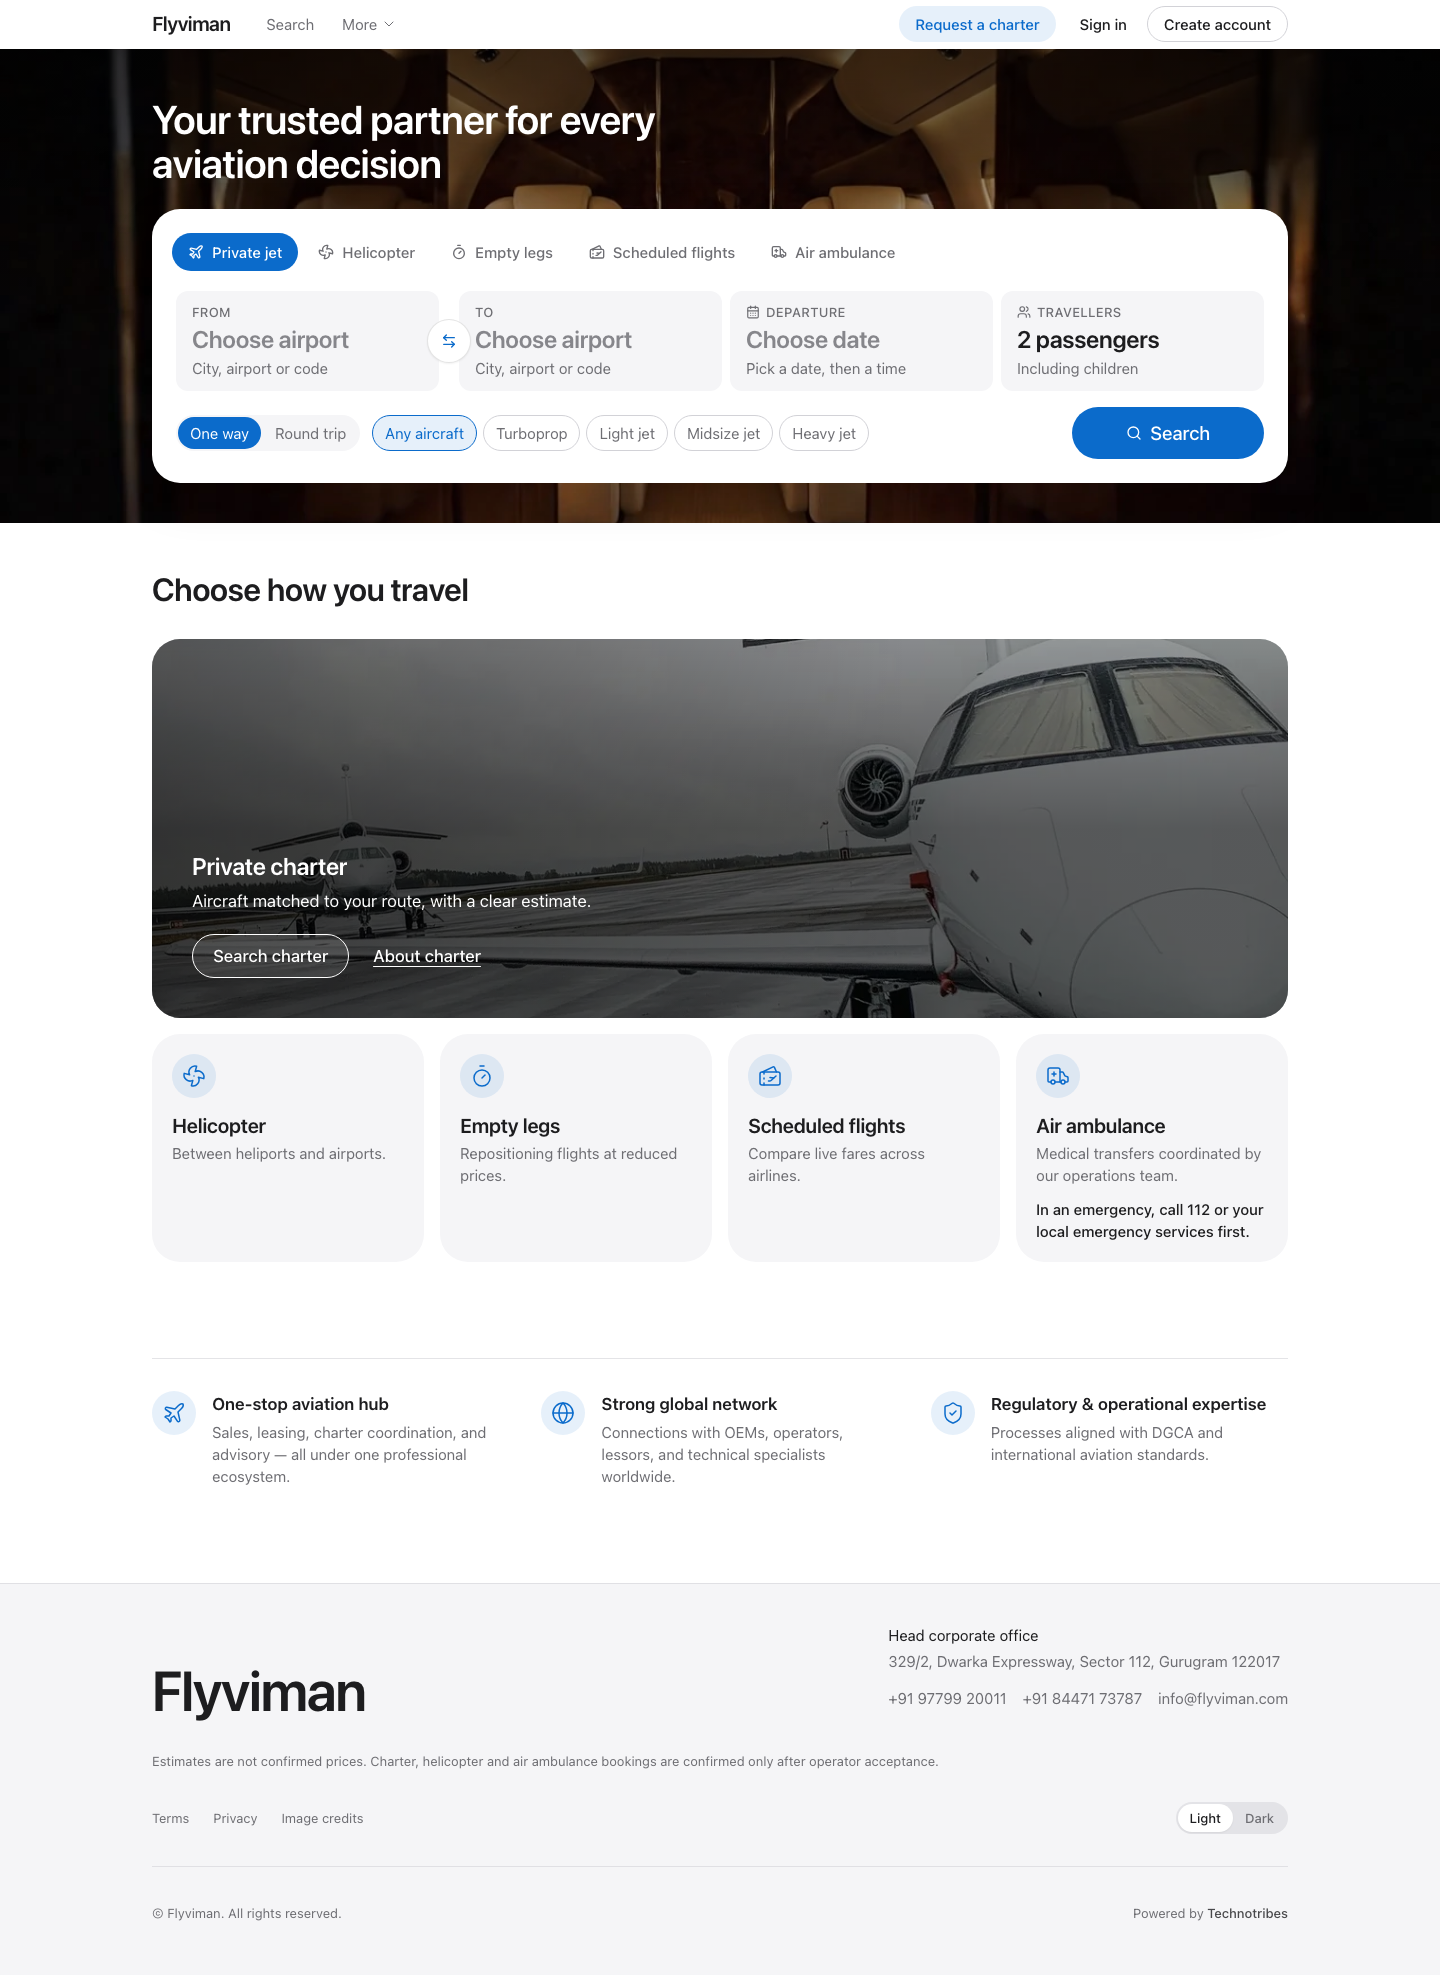 Flyviman
Search
More
Request a charter
Sign in
Create account
Your trusted partner for every
aviation decision
Private jet
Helicopter
Empty legs
Scheduled flights
Air ambulance
FROM
Choose airport
City, airport or code
TO
Choose airport
City, airport or code
DEPARTURE
Choose date
Pick a date, then a time
TRAVELLERS
2 passengers
Including children
One way
Round trip
Any aircraft
Turboprop
Light jet
Midsize jet
Heavy jet
Search
Choose how you travel
Private charter
Aircraft matched to your route, with a clear estimate.
Search charter
About charter
Helicopter
Between heliports and airports.
Empty legs
Repositioning flights at reduced
prices.
Scheduled flights
Compare live fares across
airlines.
Air ambulance
Medical transfers coordinated by
our operations team.
In an emergency, call 112 or your
local emergency services first.
One-stop aviation hub
Sales, leasing, charter coordination, and
advisory — all under one professional
ecosystem.
Strong global network
Connections with OEMs, operators,
lessors, and technical specialists
worldwide.
Regulatory & operational expertise
Processes aligned with DGCA and
international aviation standards.
Flyviman
Head corporate office
329/2, Dwarka Expressway, Sector 112, Gurugram 122017
+91 97799 20011
+91 84471 73787
info@flyviman.com
Estimates are not confirmed prices. Charter, helicopter and air ambulance bookings are confirmed only after operator acceptance.
Terms
Privacy
Image credits
Light
Dark
© Flyviman. All rights reserved.
Powered by Technotribes